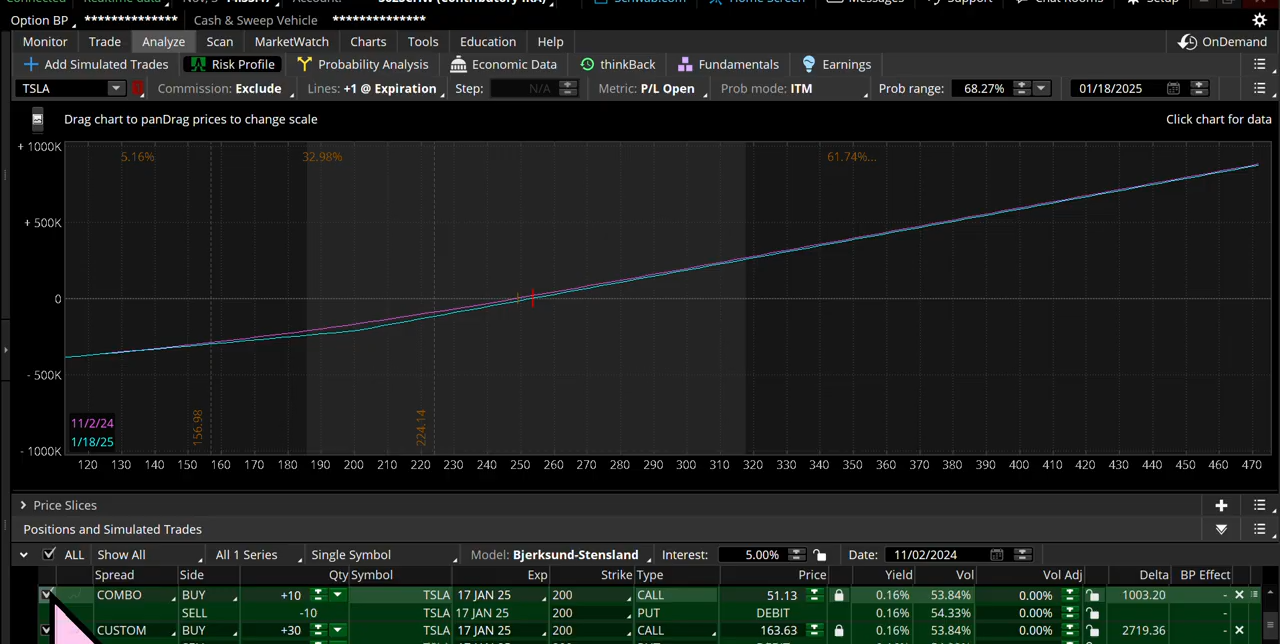 Option BP ************** Cash & Sweep Vehicle **************
Monitor Trade Analyze Scan MarketWatch Charts Tools Education Help OnDemand
Add Simulated Trades Risk Profile Probability Analysis Economic Data thinkBack Fundamentals Earnings
TSLA Commission: Exclude Lines: +1 @ Expiration Step: N/A Metric: P/L Open Prob mode: ITM Prob range: 68.27% 01/18/2025
Drag chart to panDrag prices to change scale Click chart for data
+ 1000K 5.16% 32.98% 61.74%...
+ 500K
0
- 500K
156.98 224.14
11/2/24
1/18/25
- 1000K
120 130 140 150 160 170 180 190 200 210 220 230 240 250 260 270 280 290 300 310 320 330 340 350 360 370 380 390 400 410 420 430 440 450 460 470
Price Slices
Positions and Simulated Trades
ALL Show All All 1 Series Single Symbol Model: Bjerksund-Stensland Interest: 5.00% Date: 11/02/2024
Spread Side Qty Symbol Exp Strike Type Price Yield Vol Vol Adj Delta BP Effect
COMBO BUY +10 TSLA 17 JAN 25 200 CALL 51.13 0.16% 53.84% 0.00% 1003.20 -
SELL -10 TSLA 17 JAN 25 200 PUT DEBIT 0.16% 54.33% 0.00%
CUSTOM BUY +30 TSLA 17 JAN 25 200 CALL 163.63 0.16% 53.84% 0.00% 2719.36 -